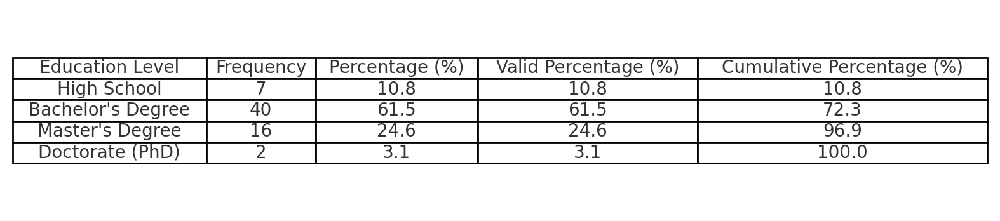 Education Level Frequency Percentage (%) Valid Percentage (%) Cumulative Percentage (%)
High School 7 10.8 10.8 10.8
Bachelor's Degree 40 61.5 61.5 72.3
Master's Degree 16 24.6 24.6 96.9
Doctorate (PhD) 2 3.1 3.1 100.0